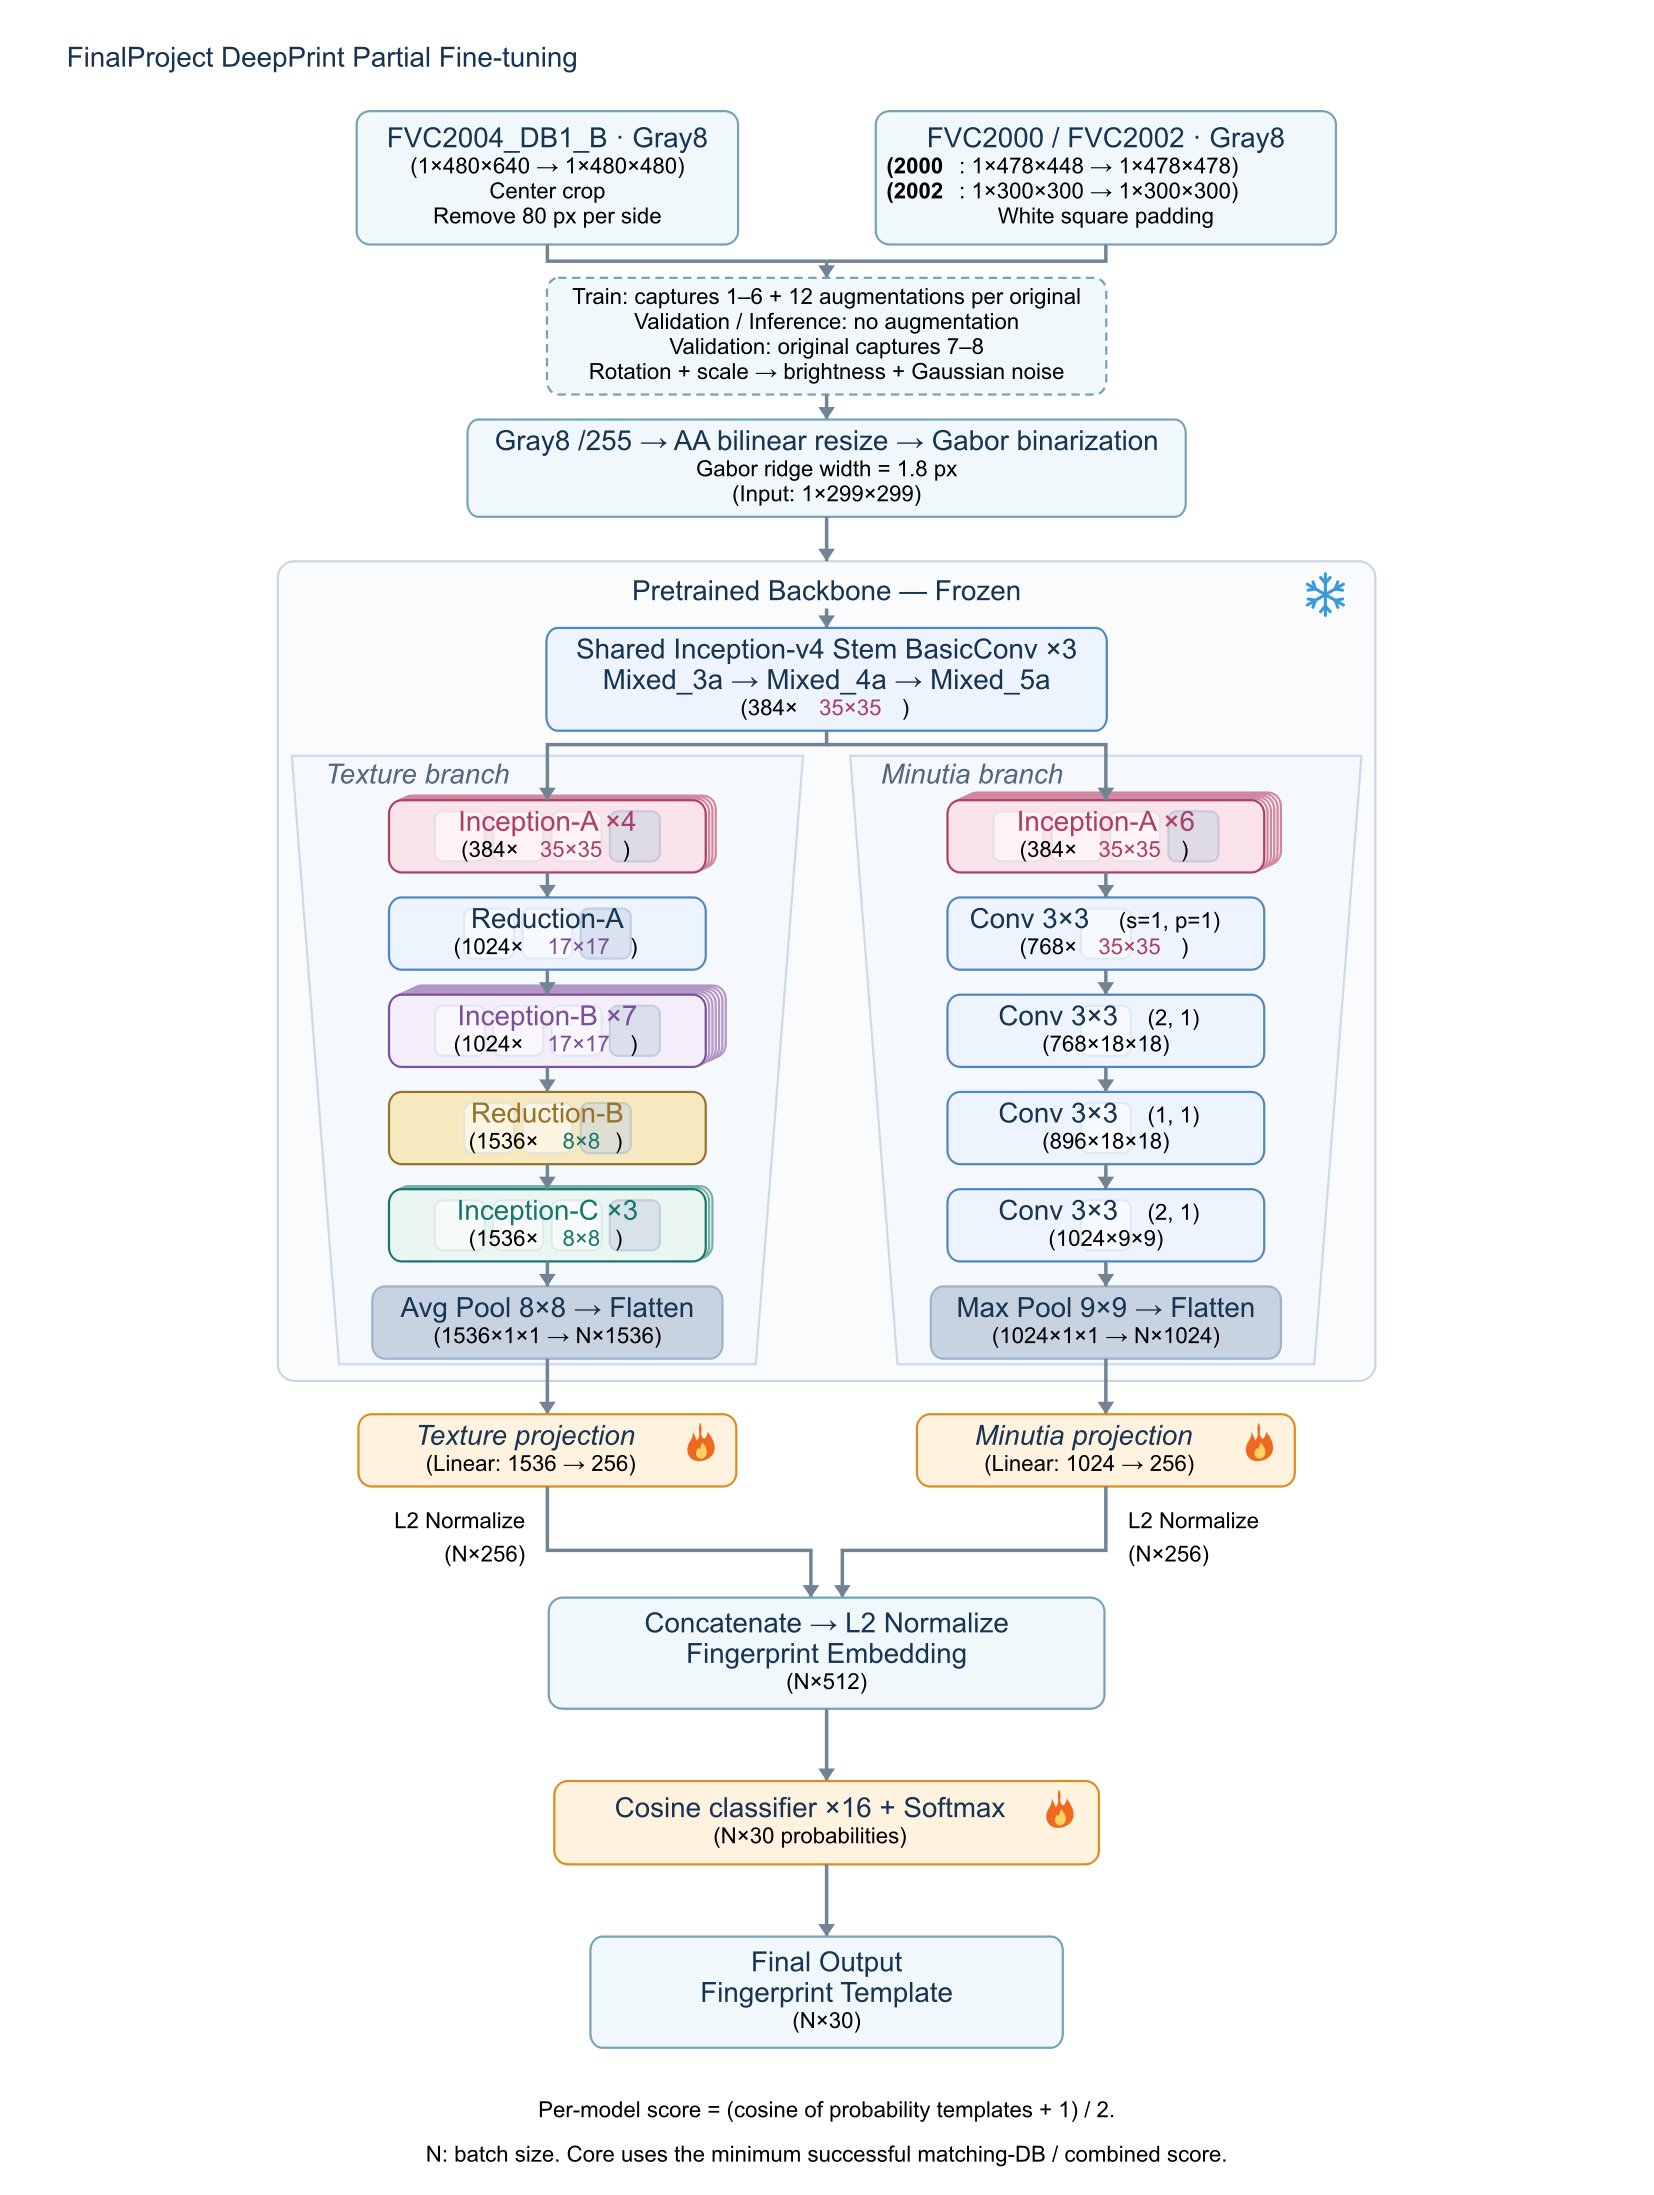 FinalProject DeepPrint Partial Fine-tuning
FVC2004_DB1_B · Gray8
(1×480×640 → 1×480×480)
Center crop
Remove 80 px per side
FVC2000 / FVC2002 · Gray8
(2000 : 1×478×448 → 1×478×478)
(2002 : 1×300×300 → 1×300×300)
White square padding
Train: captures 1–6 + 12 augmentations per original
Validation / Inference: no augmentation
Validation: original captures 7–8
Rotation + scale → brightness + Gaussian noise
Gray8 /255 → AA bilinear resize → Gabor binarization
Gabor ridge width = 1.8 px
(Input: 1×299×299)
Pretrained Backbone — Frozen
Shared Inception-v4 Stem BasicConv ×3
Mixed_3a → Mixed_4a → Mixed_5a
(384× 35×35 )
Texture branch
Inception-A ×4
(384× 35×35 )
Reduction-A
(1024× 17×17 )
Inception-B ×7
(1024× 17×17 )
Reduction-B
(1536× 8×8 )
Inception-C ×3
(1536× 8×8 )
Avg Pool 8×8 → Flatten
(1536×1×1 → N×1536)
Minutia branch
Inception-A ×6
(384× 35×35 )
Conv 3×3 (s=1, p=1)
(768× 35×35 )
Conv 3×3 (2, 1)
(768×18×18)
Conv 3×3 (1, 1)
(896×18×18)
Conv 3×3 (2, 1)
(1024×9×9)
Max Pool 9×9 → Flatten
(1024×1×1 → N×1024)
Texture projection
(Linear: 1536 → 256)
Minutia projection
(Linear: 1024 → 256)
L2 Normalize
(N×256)
L2 Normalize
(N×256)
Concatenate → L2 Normalize
Fingerprint Embedding
(N×512)
Cosine classifier ×16 + Softmax
(N×30 probabilities)
Final Output
Fingerprint Template
(N×30)
Per-model score = (cosine of probability templates + 1) / 2.
N: batch size. Core uses the minimum successful matching-DB / combined score.